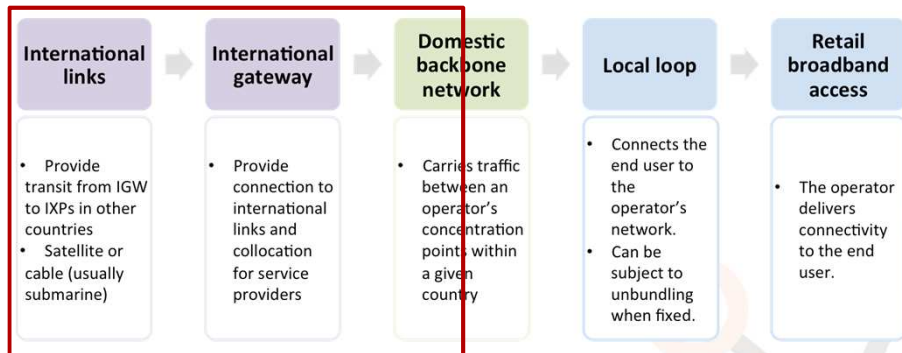 International
links
International
gateway
Domestic
backbone
network
Local loop
Retail
broadband
access
• Provide
transit from IGW
to IXPs in other
countries
• Satellite or
cable (usually
submarine)
• Provide
connection to
international
links and
collocation
for service
providers
• Carries traffic
between an
operator's
concentration
points within
a given
country
• Connects the
end user to
the
operator's
network.
• Can be
subject to
unbundling
when fixed.
• The operator
delivers
connectivity
to the end
user.